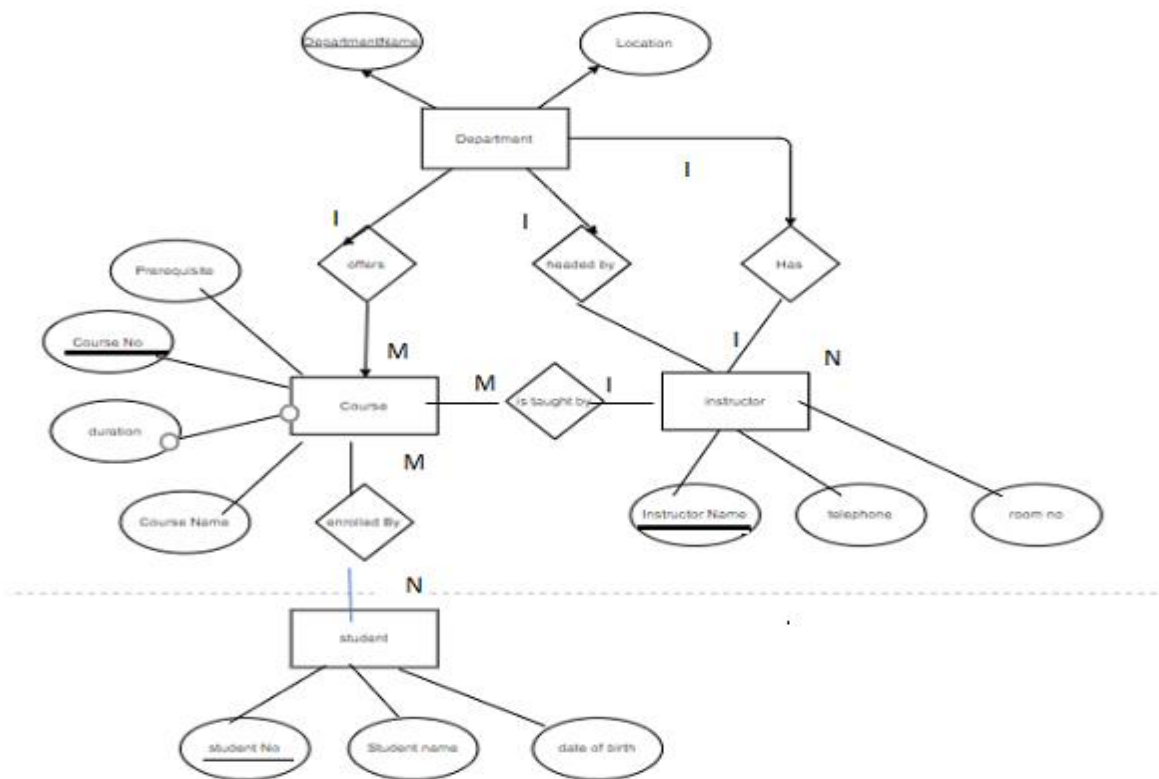 DepartmentName
Location
Department
I
I
I
offers
headed by
Has
Prerequisite
Course No
M
I
N
M
I
Course
is taught by
instructor
duration
M
Course Name
enrolled By
Instructor Name
telephone
room no
N
student
student No
Student name
date of birth